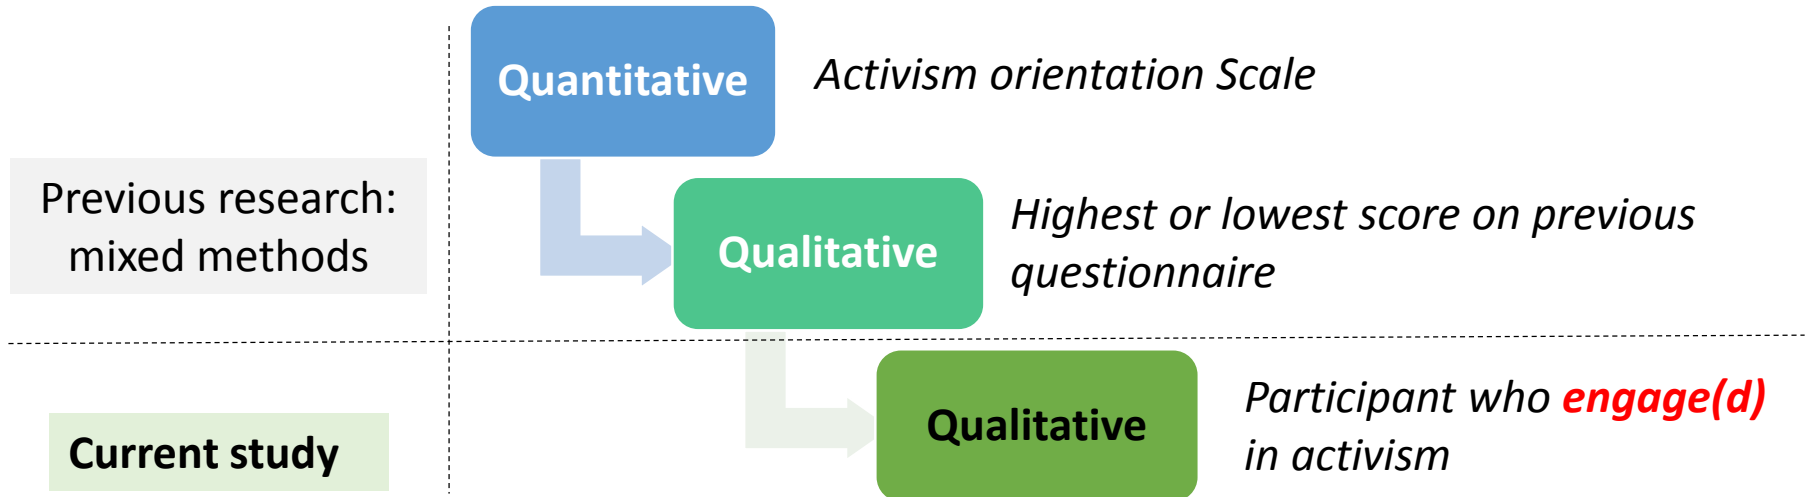 Quantitative
Activism orientation Scale
Previous research:
mixed methods
Qualitative
Highest or lowest score on previous
questionnaire
Current study
Qualitative
Participant who engage(d)
in activism